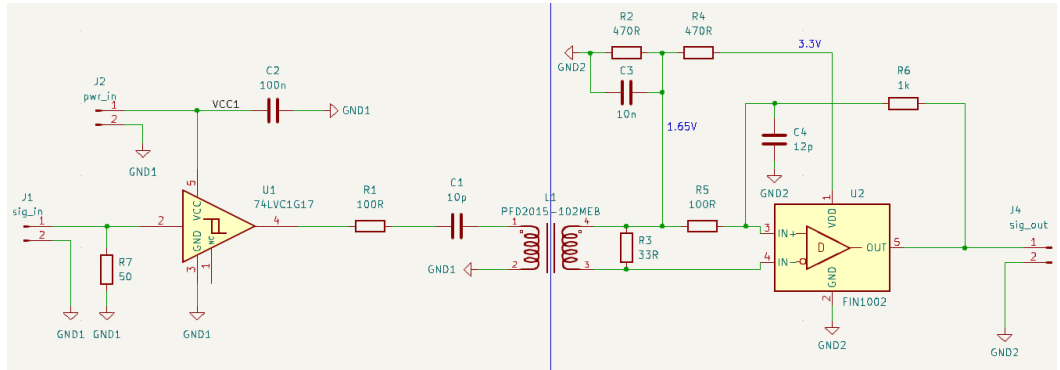 R2
470R
R4
470R
3.3V
GND2
C3
10n
R6
1k
C2
100n
J2
pwr_in
1
2
VCC1
GND1
GND1
1.65V
C4
12p
GND2
J1
sig_in
1
2
R7
50
GND1
GND1
U1
74LVC1G17
5
VCC
2
4
GND
NC
3
1
GND1
R1
100R
C1
10p
L1
PFD2015-102MEB
1
4
2
3
GND1
R3
33R
R5
100R
U2
1
VDD
3
IN+
4
IN-
D
OUT
5
GND
2
FIN1002
GND2
J4
sig_out
1
2
GND2